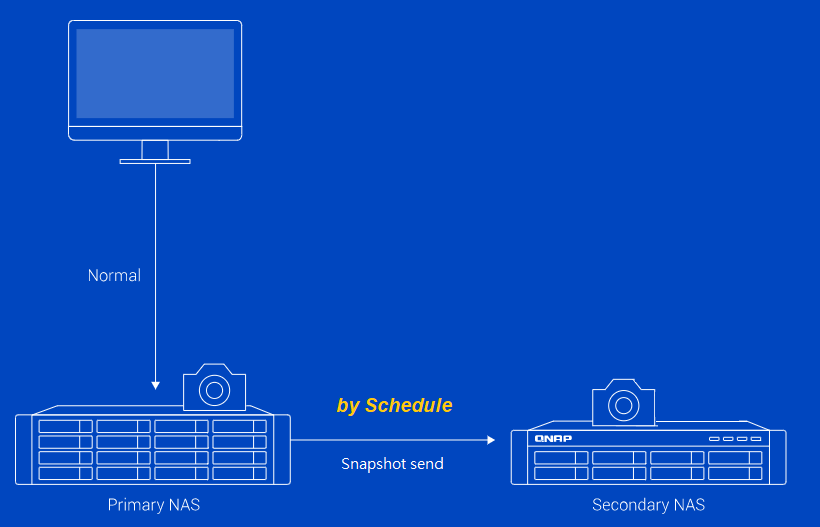 Normal
by Schedule
Snapshot send
QNAP
Primary NAS
Secondary NAS